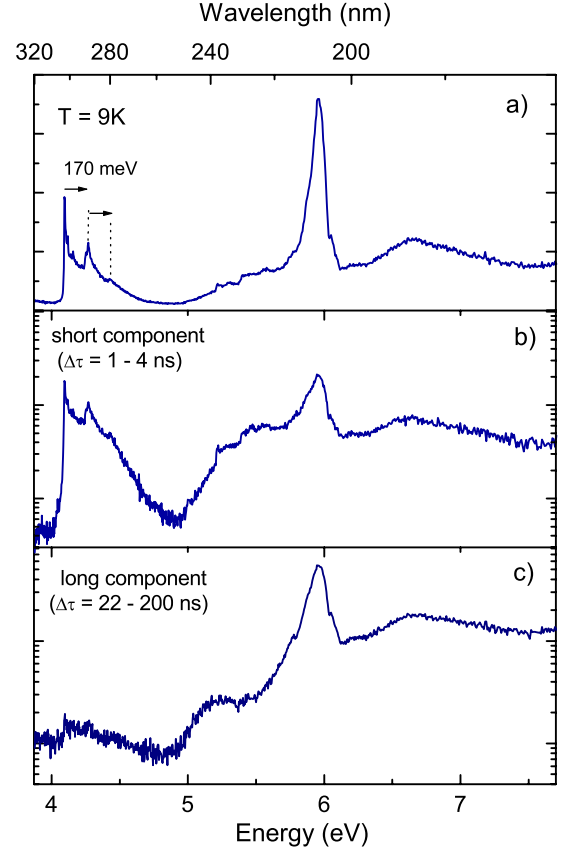 Wavelength (nm)
320 280 240 200
a)
T = 9K
170 meV
b)
short component
(Δτ = 1 - 4 ns)
c)
long component
(Δτ = 22 - 200 ns)
4 5 6 7
Energy (eV)